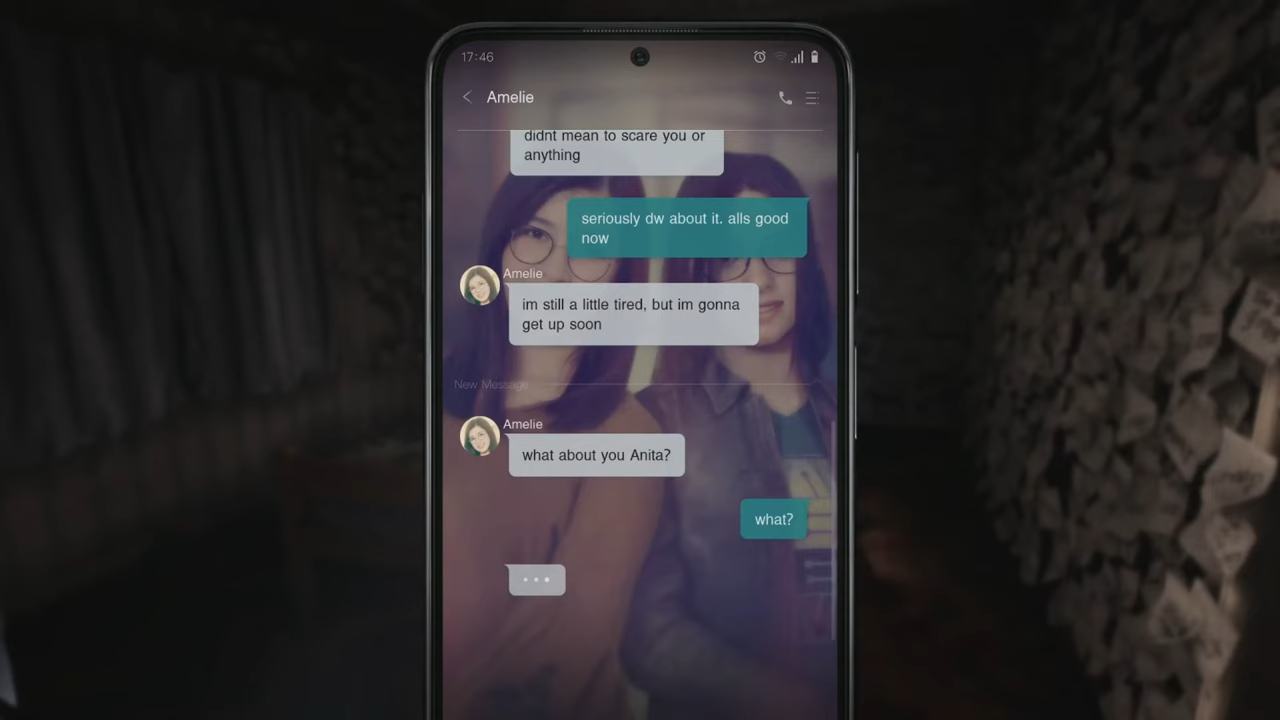 17:46
Amelie
didnt mean to scare you or
anything
seriously dw about it. alls good
now
Amelie
im still a little tired, but im gonna
get up soon
New Message
Amelie
what about you Anita?
what?